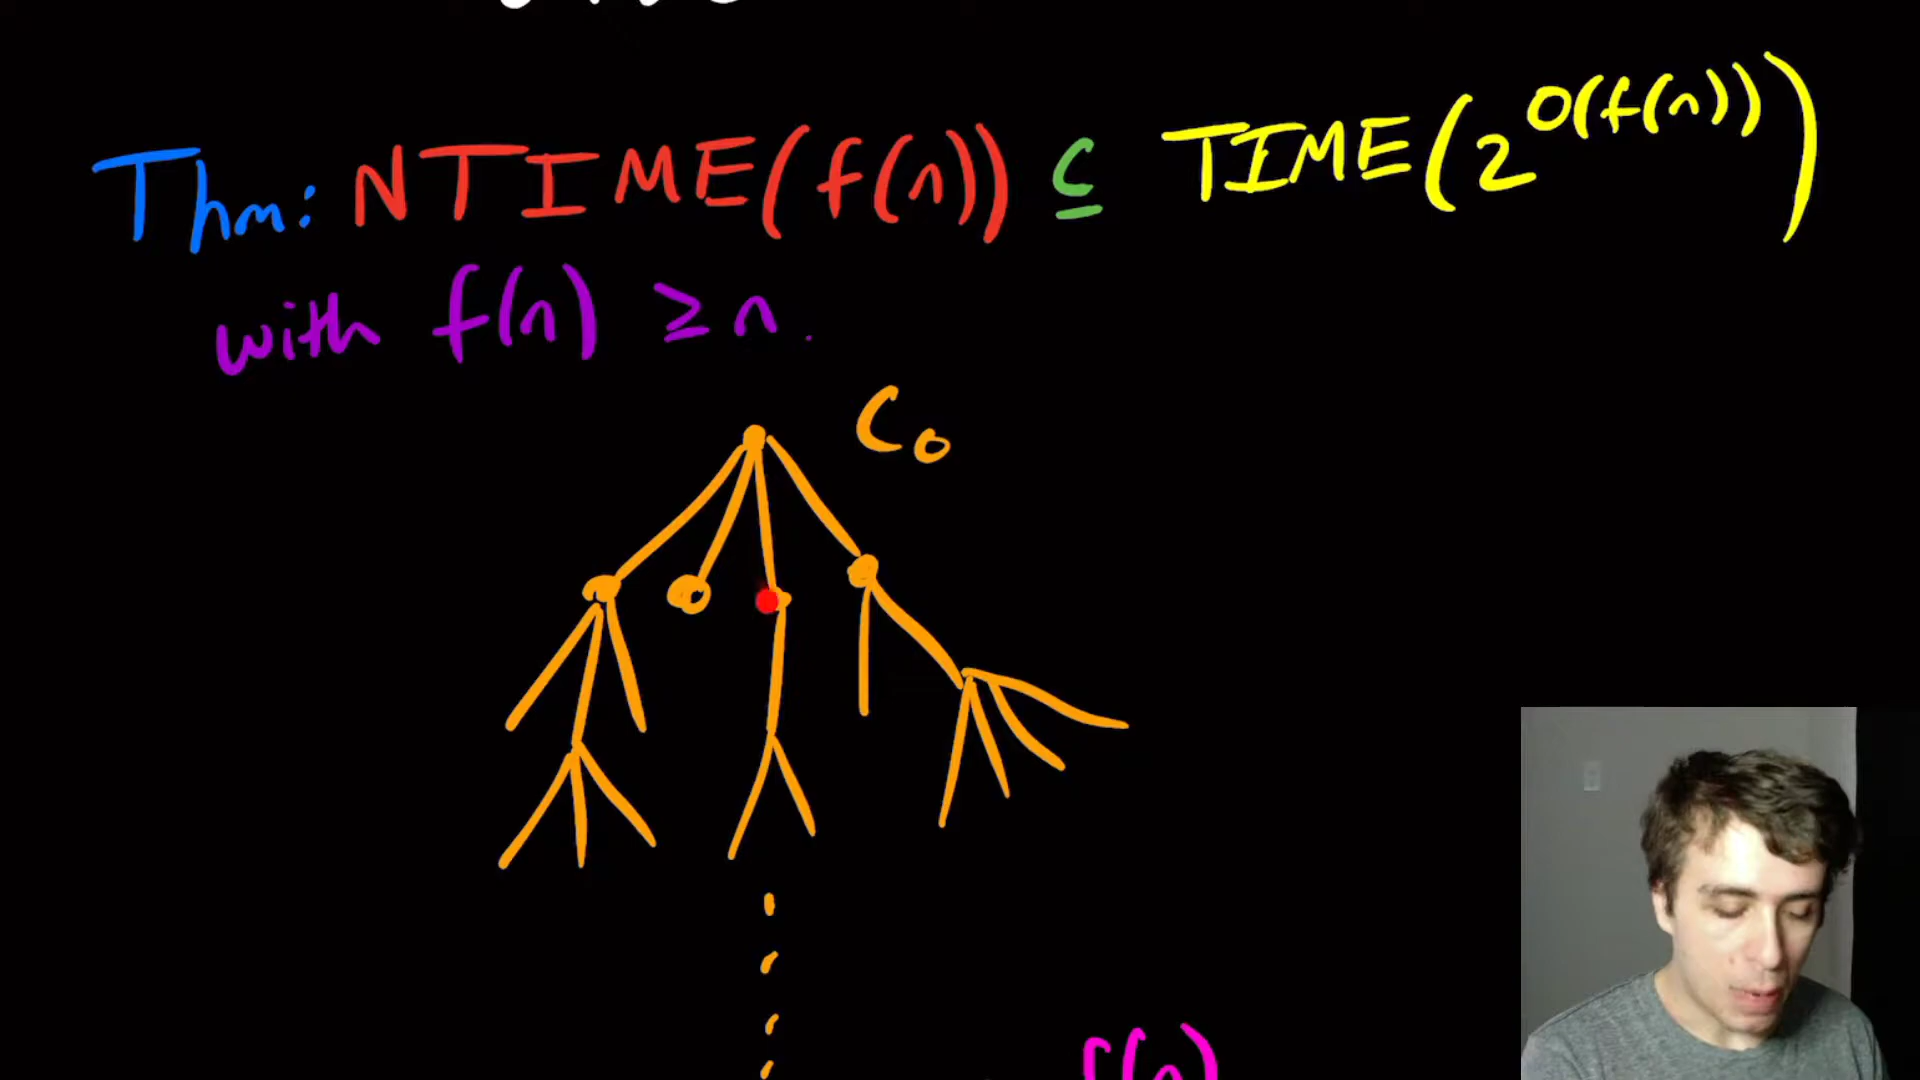 Thm: NTIME(f(n)) ⊆ TIME(2^O(f(n)))
with f(n) ≥ n.
C₀
f(n)